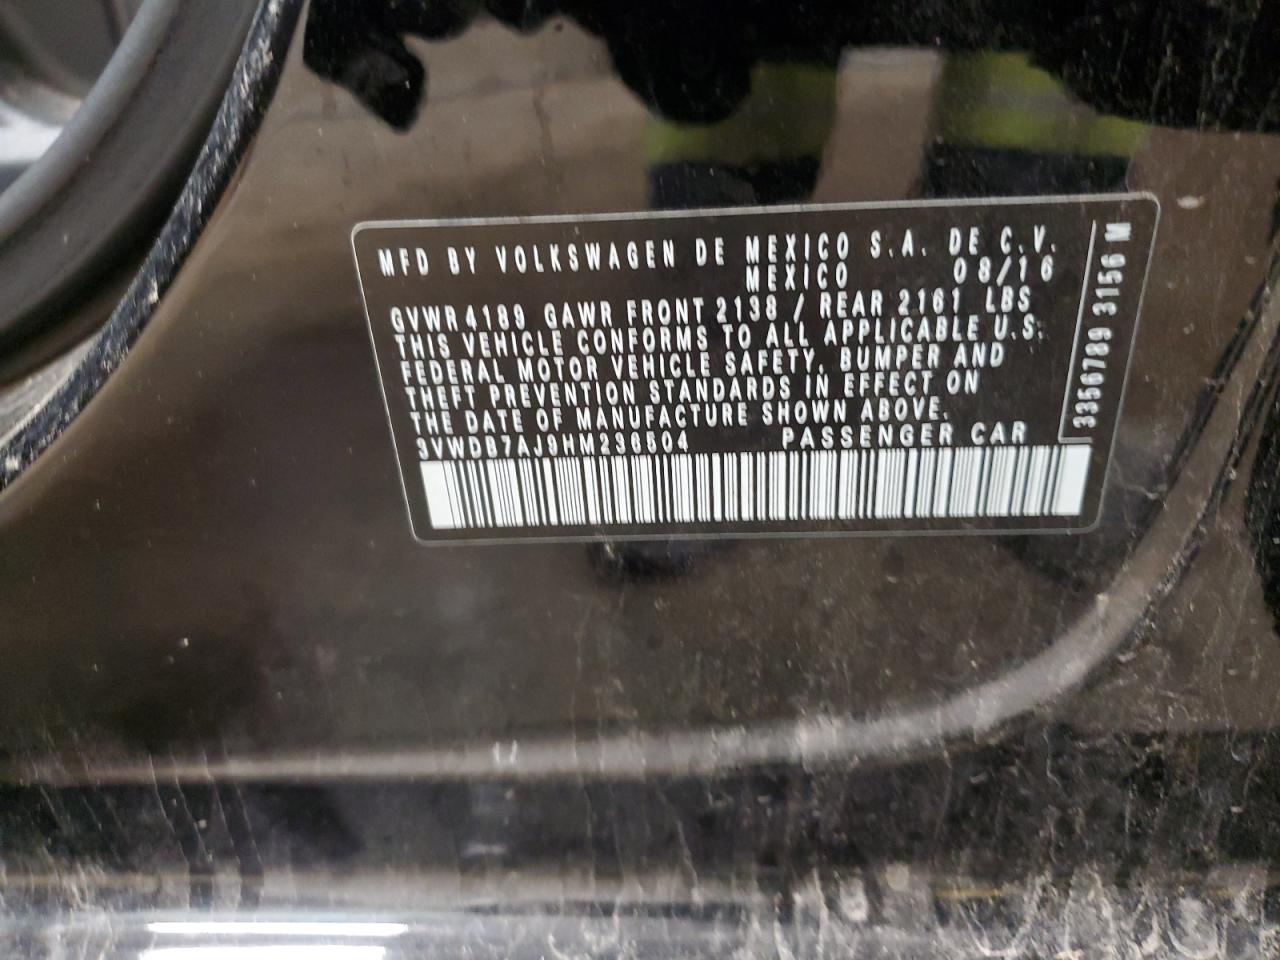 MFD BY VOLKSWAGEN DE MEXICO S.A. DE C.V.
MEXICO 08/16
GVWR 4189 GAWR FRONT 2138 / REAR 2161 LBS
THIS VEHICLE CONFORMS TO ALL APPLICABLE U.S.
FEDERAL MOTOR VEHICLE SAFETY, BUMPER AND
THEFT PREVENTION STANDARDS IN EFFECT ON
THE DATE OF MANUFACTURE SHOWN ABOVE.
3VWDB7AJ9HM236504 PASSENGER CAR
3356789 3156 M